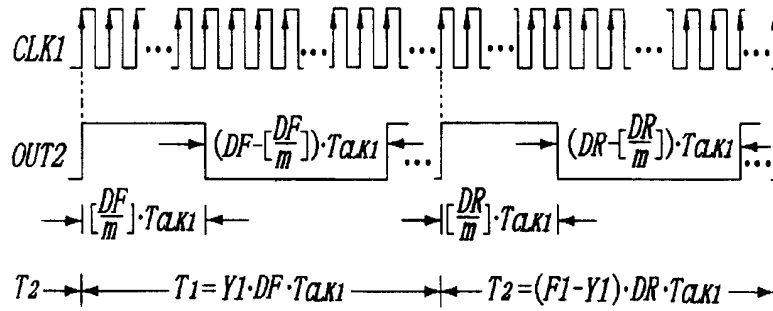 CLK1 ... ... ... ... ...
OUT2 (DF-[DF/m])·TCLK1 ... (DR-[DR/m])·TCLK1 ...
[DF/m]·TCLK1 [DR/m]·TCLK1
T2 T1=Y1·DF·TCLK1 T2=(F1-Y1)·DR·TCLK1